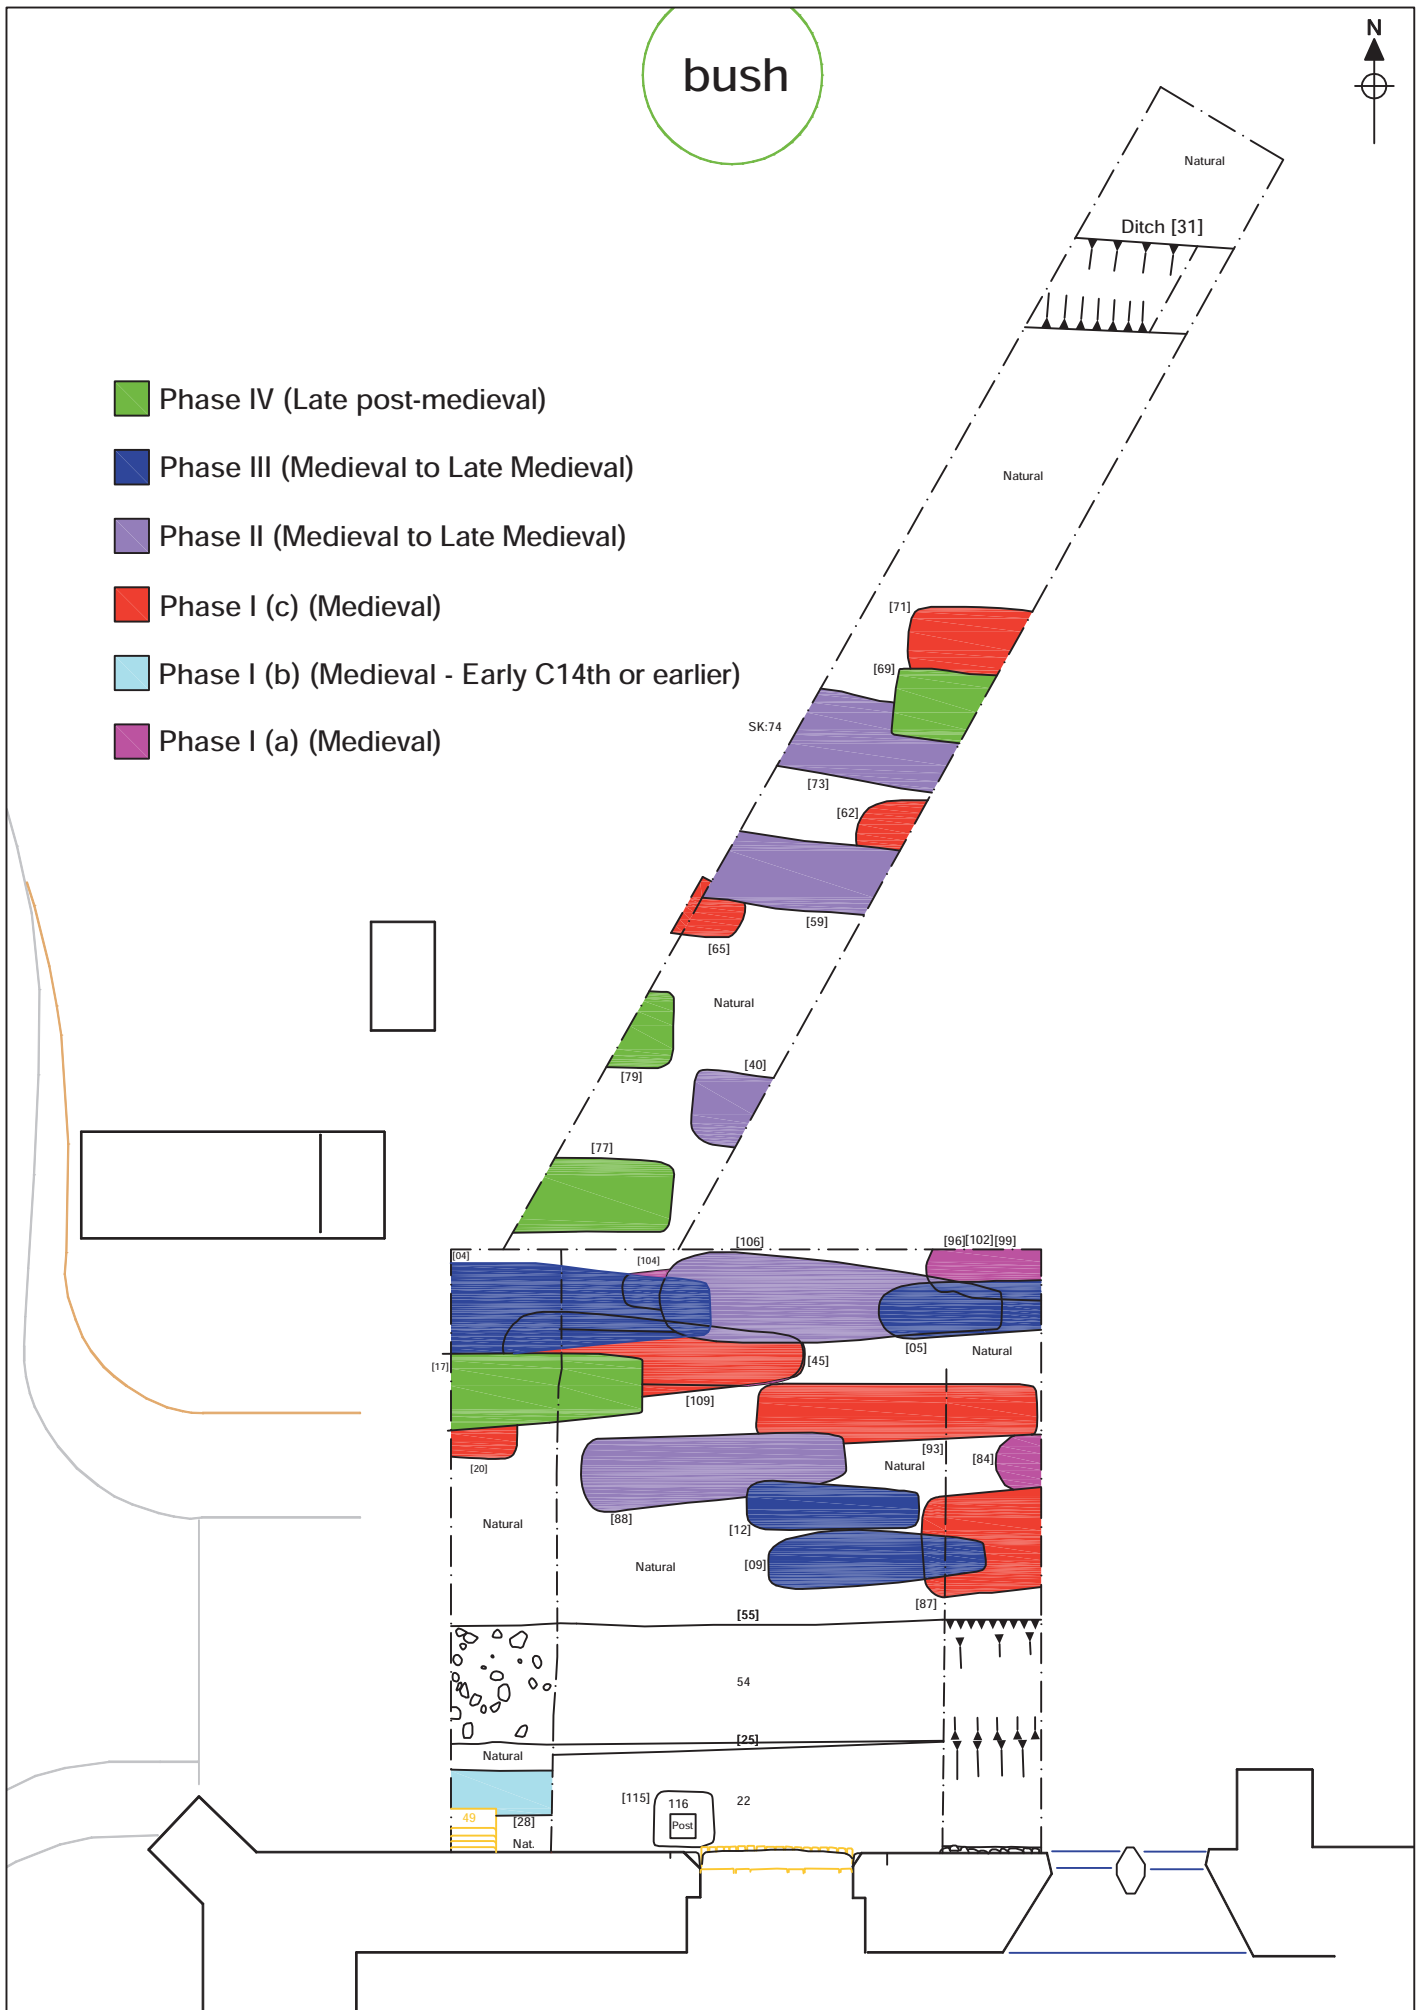 bush
N
Natural
Ditch [31]
Phase IV (Late post-medieval)
Phase III (Medieval to Late Medieval)
Phase II (Medieval to Late Medieval)
Phase I (c) (Medieval)
Phase I (b) (Medieval - Early C14th or earlier)
Phase I (a) (Medieval)
Natural
[71]
[69]
SK:74
[73]
[62]
[59]
[65]
Natural
[40]
[79]
[77]
[106]
[96][102][99]
[04]
[104]
[05]
Natural
[45]
[17]
[109]
[93]
[84]
Natural
[20]
[88]
Natural
[12]
Natural
[09]
[87]
[55]
54
[25]
Natural
[115]
116
22
Post
49
[28]
Nat.